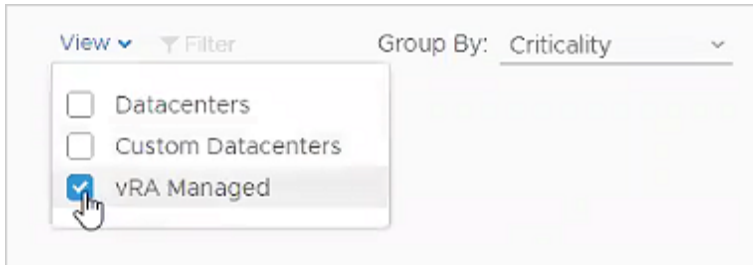 View Filter Group By: Criticality
Datacenters
Custom Datacenters
vRA Managed